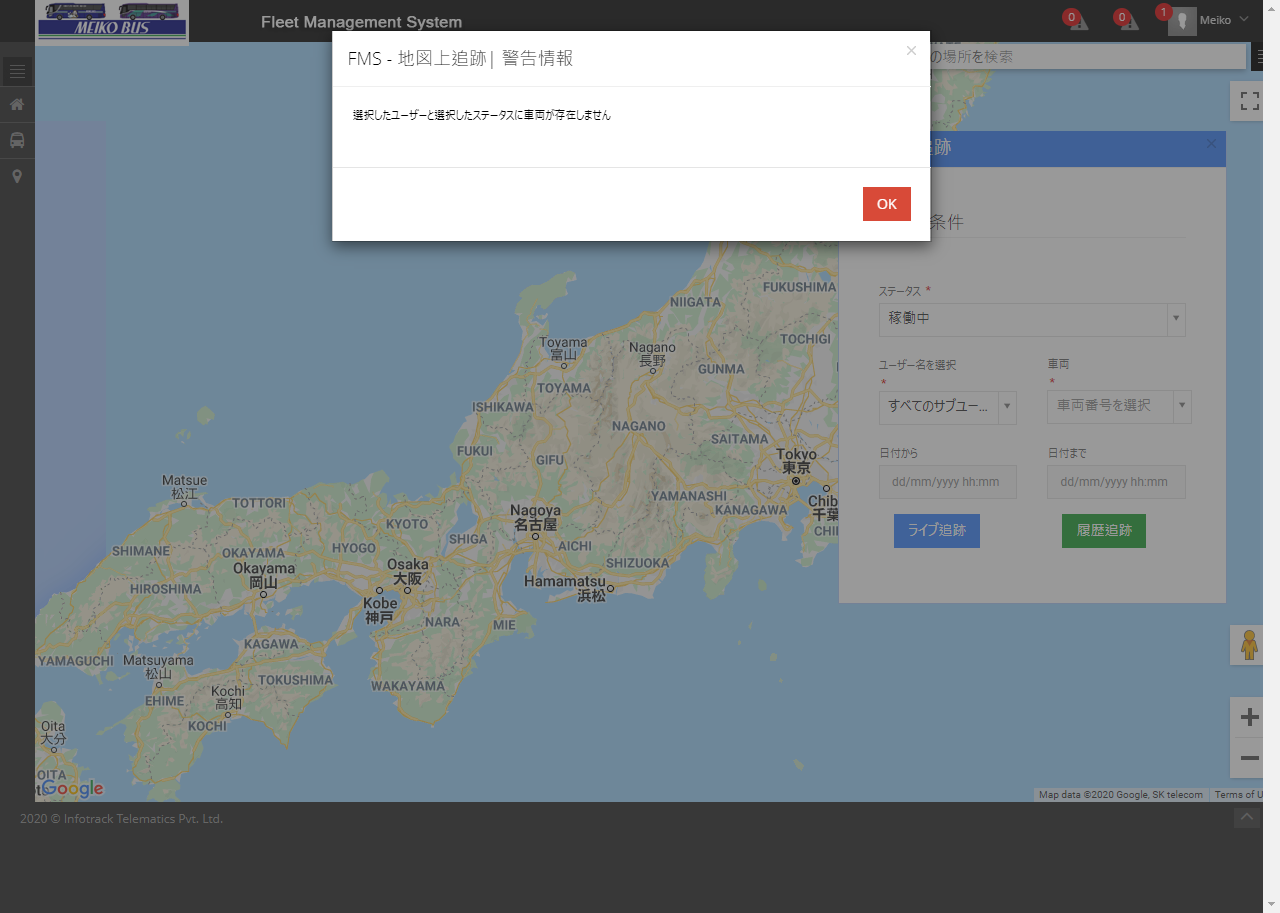 MEIKO BUS
Fleet Management System
0
0
1
Meiko
FMS - 地図上追跡| 警告情報
×
の場所を検索
選択したユーザーと選択したステータスに車両が存在しません
OK
跡
条件
ステータス *
稼働中
ユーザー名を選択
*
すべてのサブユー...
車両
*
車両番号を選択
日付から
dd/mm/yyyy hh:mm
日付まで
dd/mm/yyyy hh:mm
ライブ追跡
履歴追跡
FUKUSHIMA
NIIGATA
TOCHIGI
Toyama
富山
Nagano
長野
GUNMA
TOYAMA
ISHIKAWA
NAGANO
SAITAMA
FUKUI
GIFU
Tokyo
東京
Matsue
松江
TOTTORI
YAMANASHI
Chib
千葉
KANAGAWA
Nagoya
名古屋
KYOTO
CHI
SHIGA
AICHI
SHIMANE
OKAYAMA
HYOGO
SHIZUOKA
Okayama
岡山
Osaka
大阪
Hamamatsu
浜松
HIROSHIMA
Kobe
神戸
NARA
MIE
KAGAWA
YAMAGUCHI
Matsuyama
松山
TOKUSHIMA
WAKAYAMA
Kochi
高知
EHIME
KOCHI
Oita
大分
OITA
Google
Map data ©2020 Google, SK telecom
Terms of U
2020 © Infotrack Telematics Pvt. Ltd.